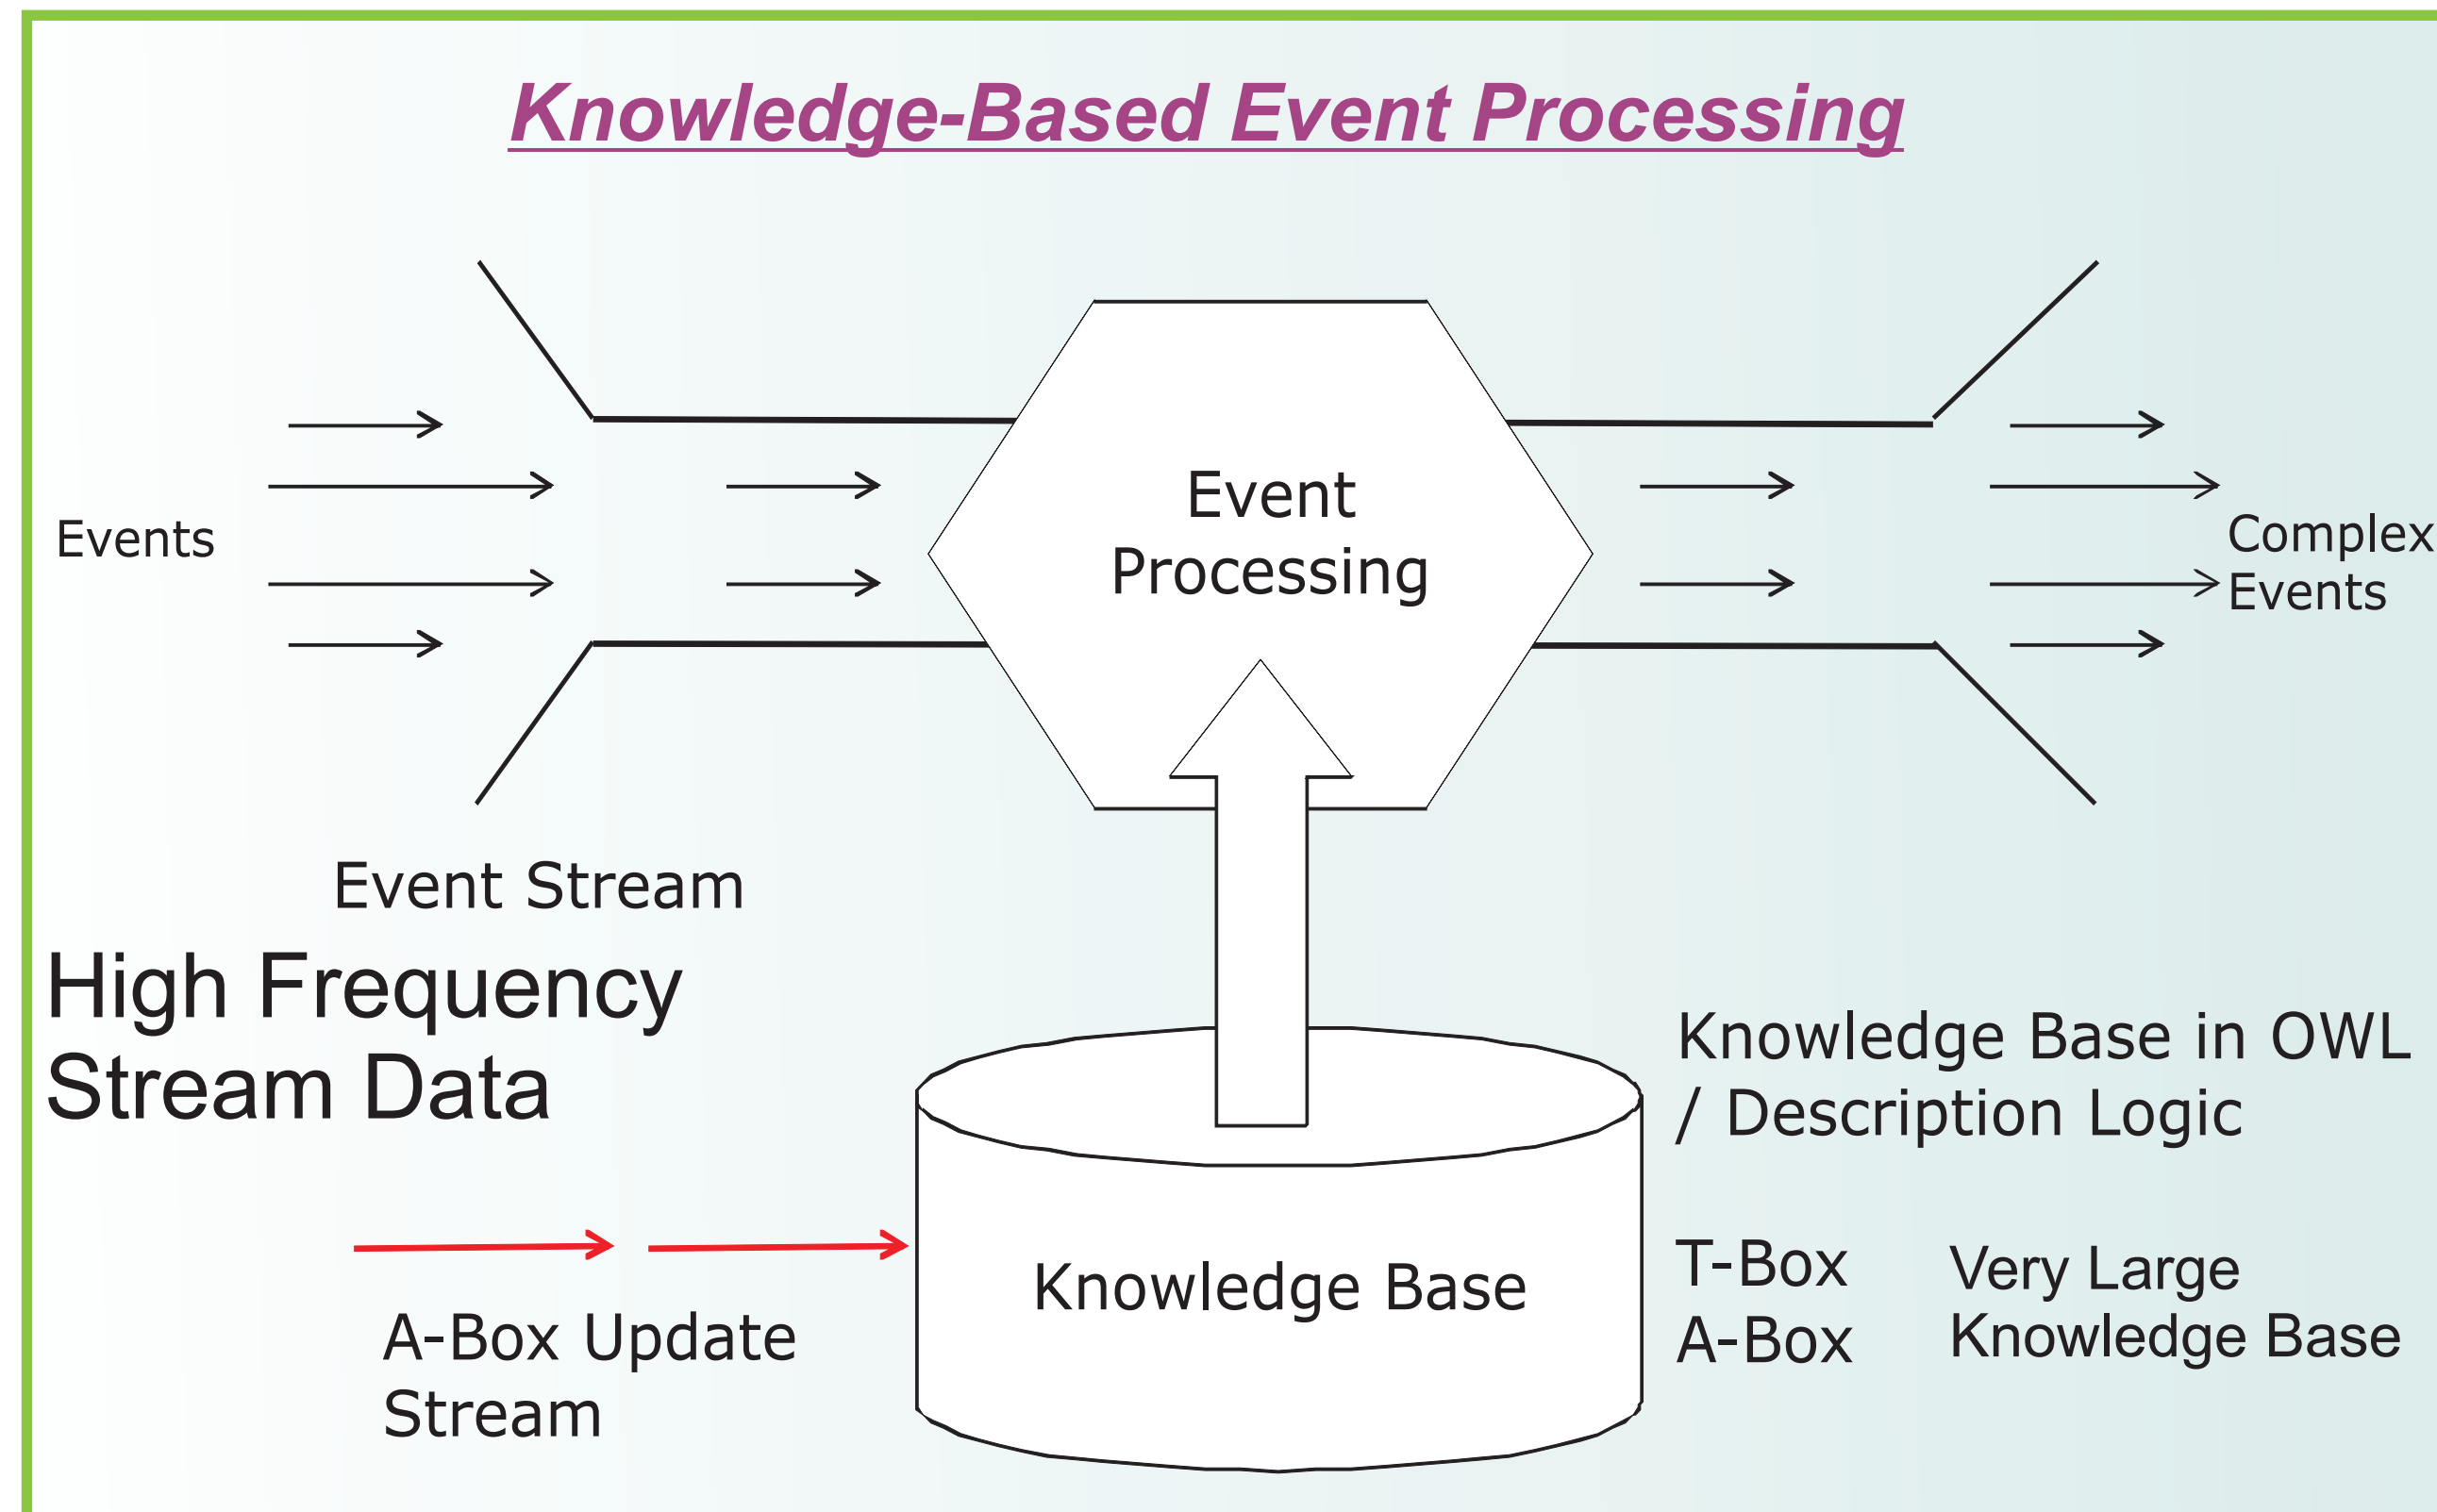 Knowledge-Based Event Processing
Events
Event
Processing
Complex
Events
Event Stream
High Frequency
Stream Data
Knowledge Base in OWL
/ Description Logic
A-Box Update
Stream
Knowledge Base
T-Box
A-Box
Very Large
Knowledge Base